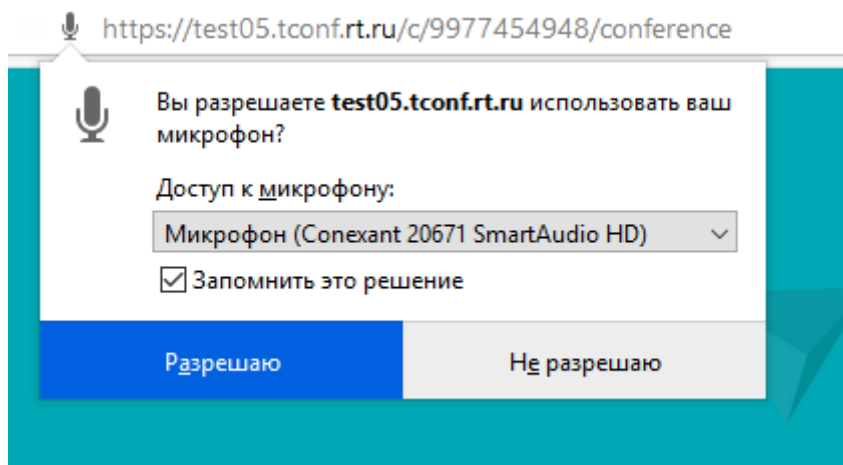 https://test05.tconf.rt.ru/c/9977454948/conference
Вы разрешаете test05.tconf.rt.ru использовать ваш
микрофон?
Доступ к микрофону:
Микрофон (Conexant 20671 SmartAudio HD)
Запомнить это решение
Разрешаю
Не разрешаю